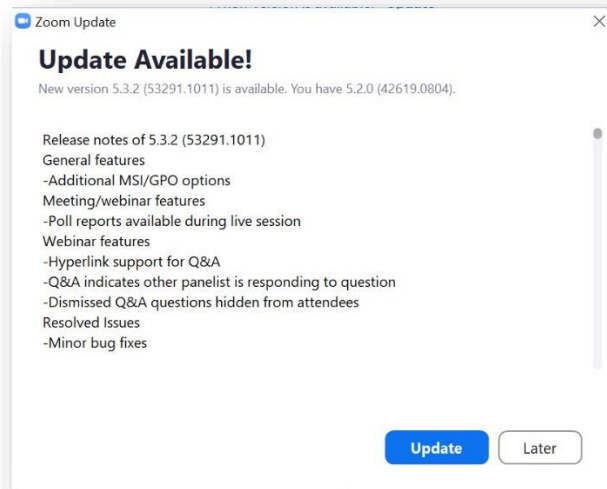 Zoom Update
Update Available!
New version 5.3.2 (53291.1011) is available. You have 5.2.0 (42619.0804).
Release notes of 5.3.2 (53291.1011)
General features
-Additional MSI/GPO options
Meeting/webinar features
-Poll reports available during live session
Webinar features
-Hyperlink support for Q&A
-Q&A indicates other panelist is responding to question
-Dismissed Q&A questions hidden from attendees
Resolved Issues
-Minor bug fixes
Update
Later